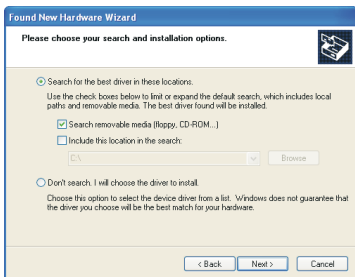 Found New Hardware Wizard
Please choose your search and installation options.
Search for the best driver in these locations.
Use the check boxes below to limit or expand the default search, which includes local
paths and removable media. The best driver found will be installed.
Search removable media (floppy, CD-ROM...)
Include this location in the search:
C:\
Browse
Don't search. I will choose the driver to install.
Choose this option to select the device driver from a list. Windows does not guarantee that
the driver you choose will be the best match for your hardware.
< Back
Next >
Cancel